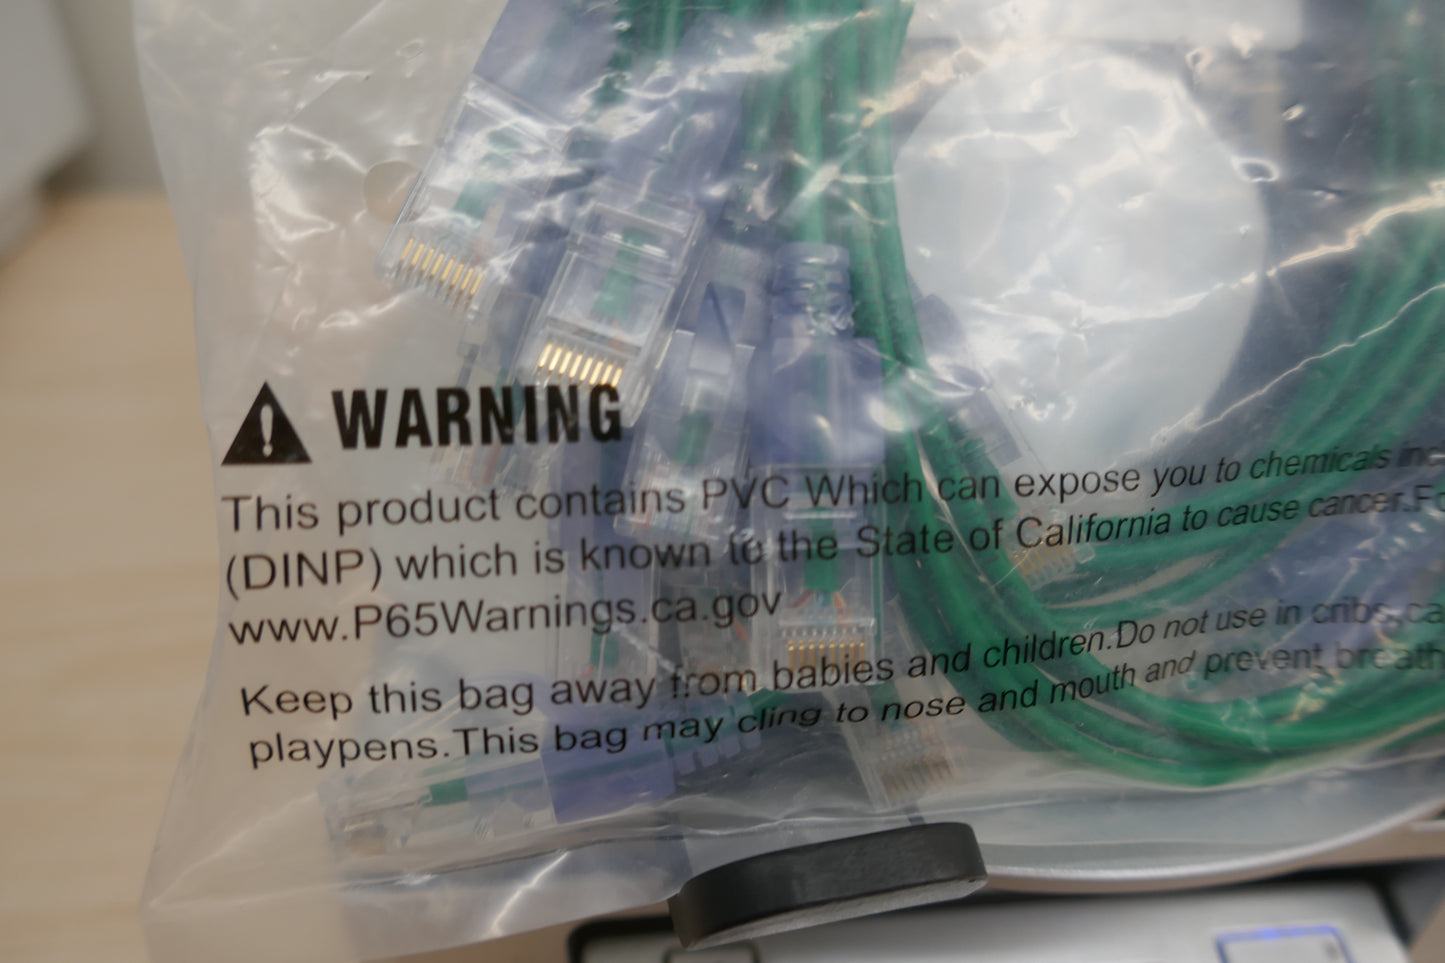 WARNING
This product contains PVC Which can expose you to chemicals
(DINP) which is known to the State of California to cause cancer.
www.P65Warnings.ca.gov
Keep this bag away from babies and children.Do not use in cribs,
playpens.This bag may cling to nose and mouth and prevent